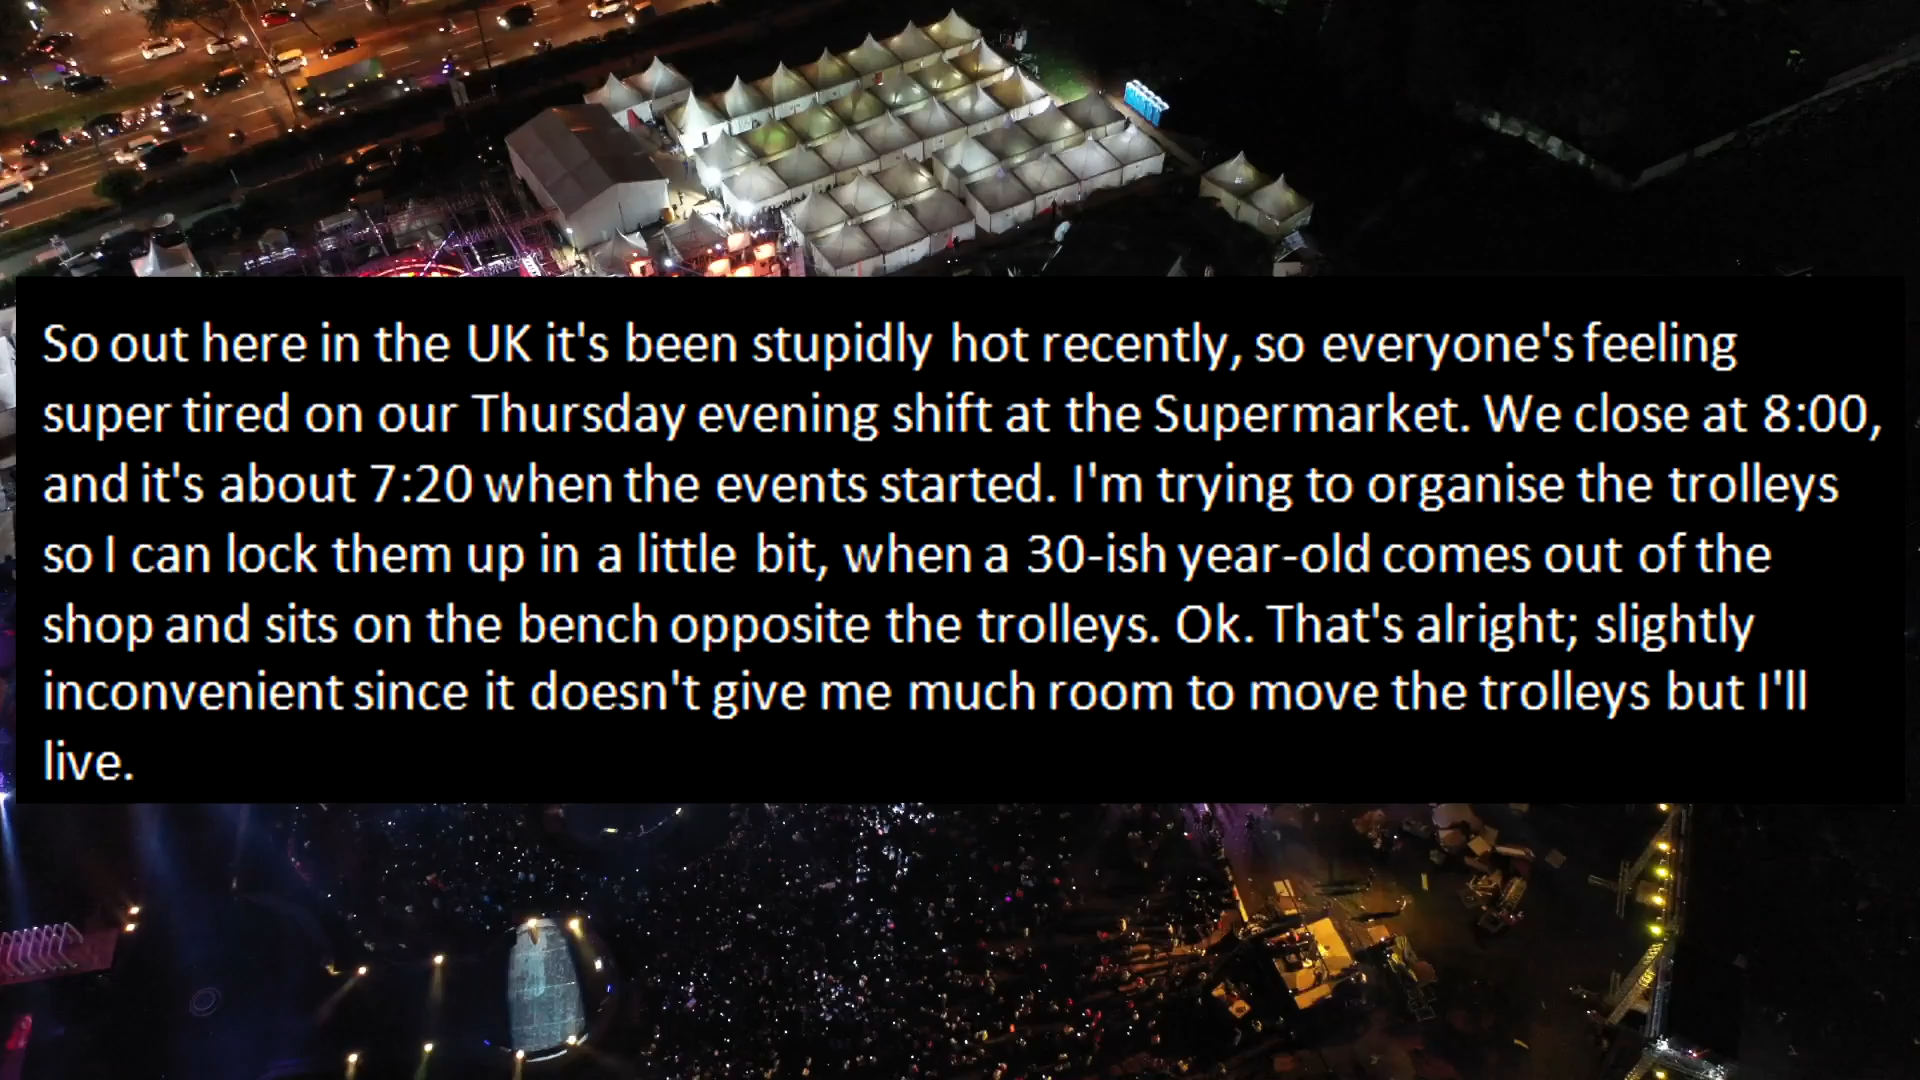 So out here in the UK it's been stupidly hot recently, so everyone's feeling
super tired on our Thursday evening shift at the Supermarket. We close at 8:00,
and it's about 7:20 when the events started. I'm trying to organise the trolleys
so I can lock them up in a little bit, when a 30-ish year-old comes out of the
shop and sits on the bench opposite the trolleys. Ok. That's alright; slightly
inconvenient since it doesn't give me much room to move the trolleys but I'll
live.